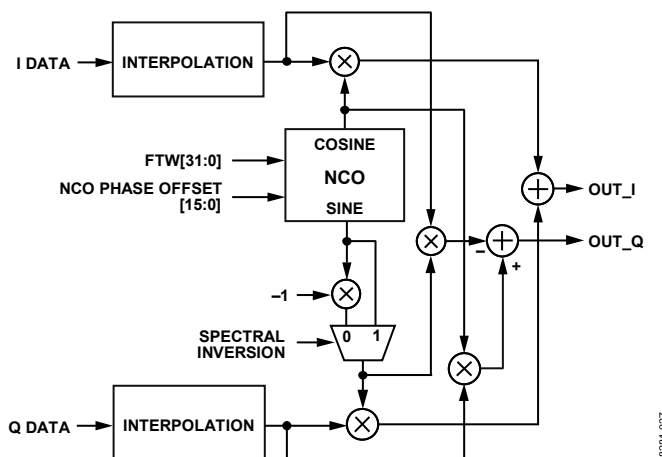 I DATA
INTERPOLATION
COSINE
FTW[31:0]
NCO
NCO PHASE OFFSET
[15:0]
SINE
OUT_I
OUT_Q
–
+
–1
0 1
SPECTRAL
INVERSION
Q DATA
INTERPOLATION